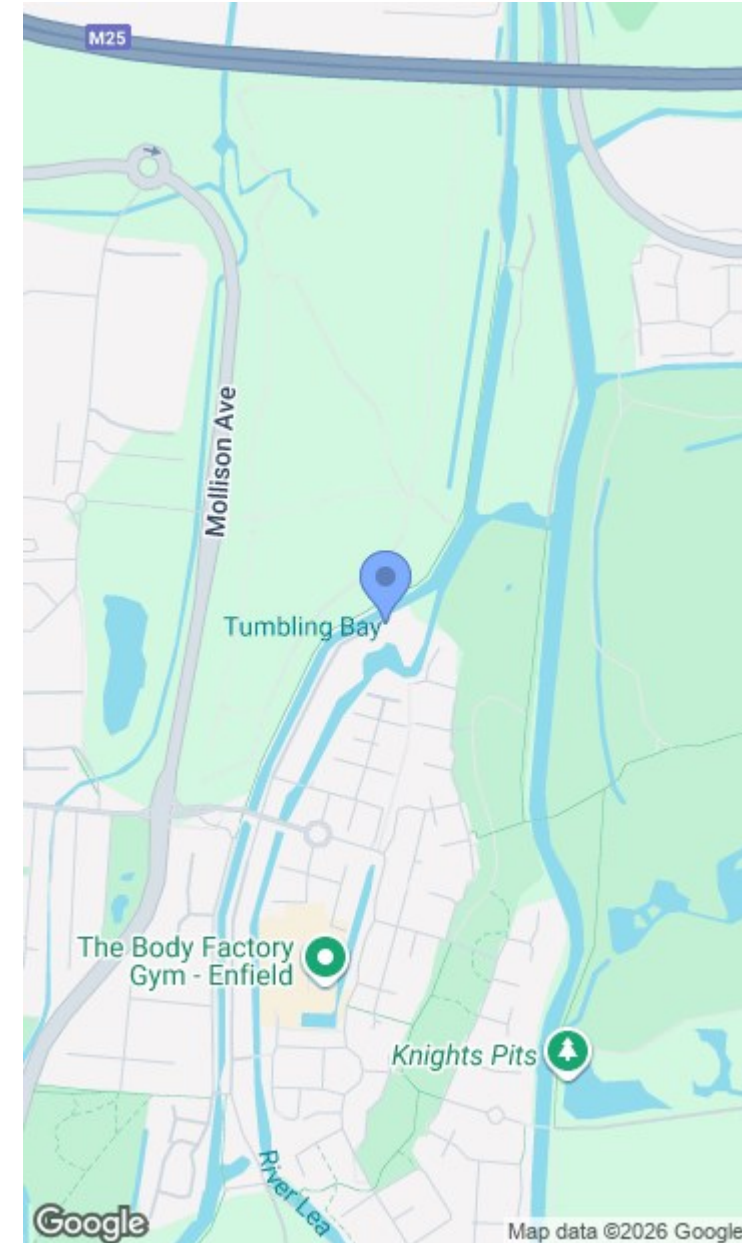 M25
Mollison Ave
Tumbling Bay
The Body Factory
Gym - Enfield
Knights Pits
River Lea
Google
Map data ©2026 Google